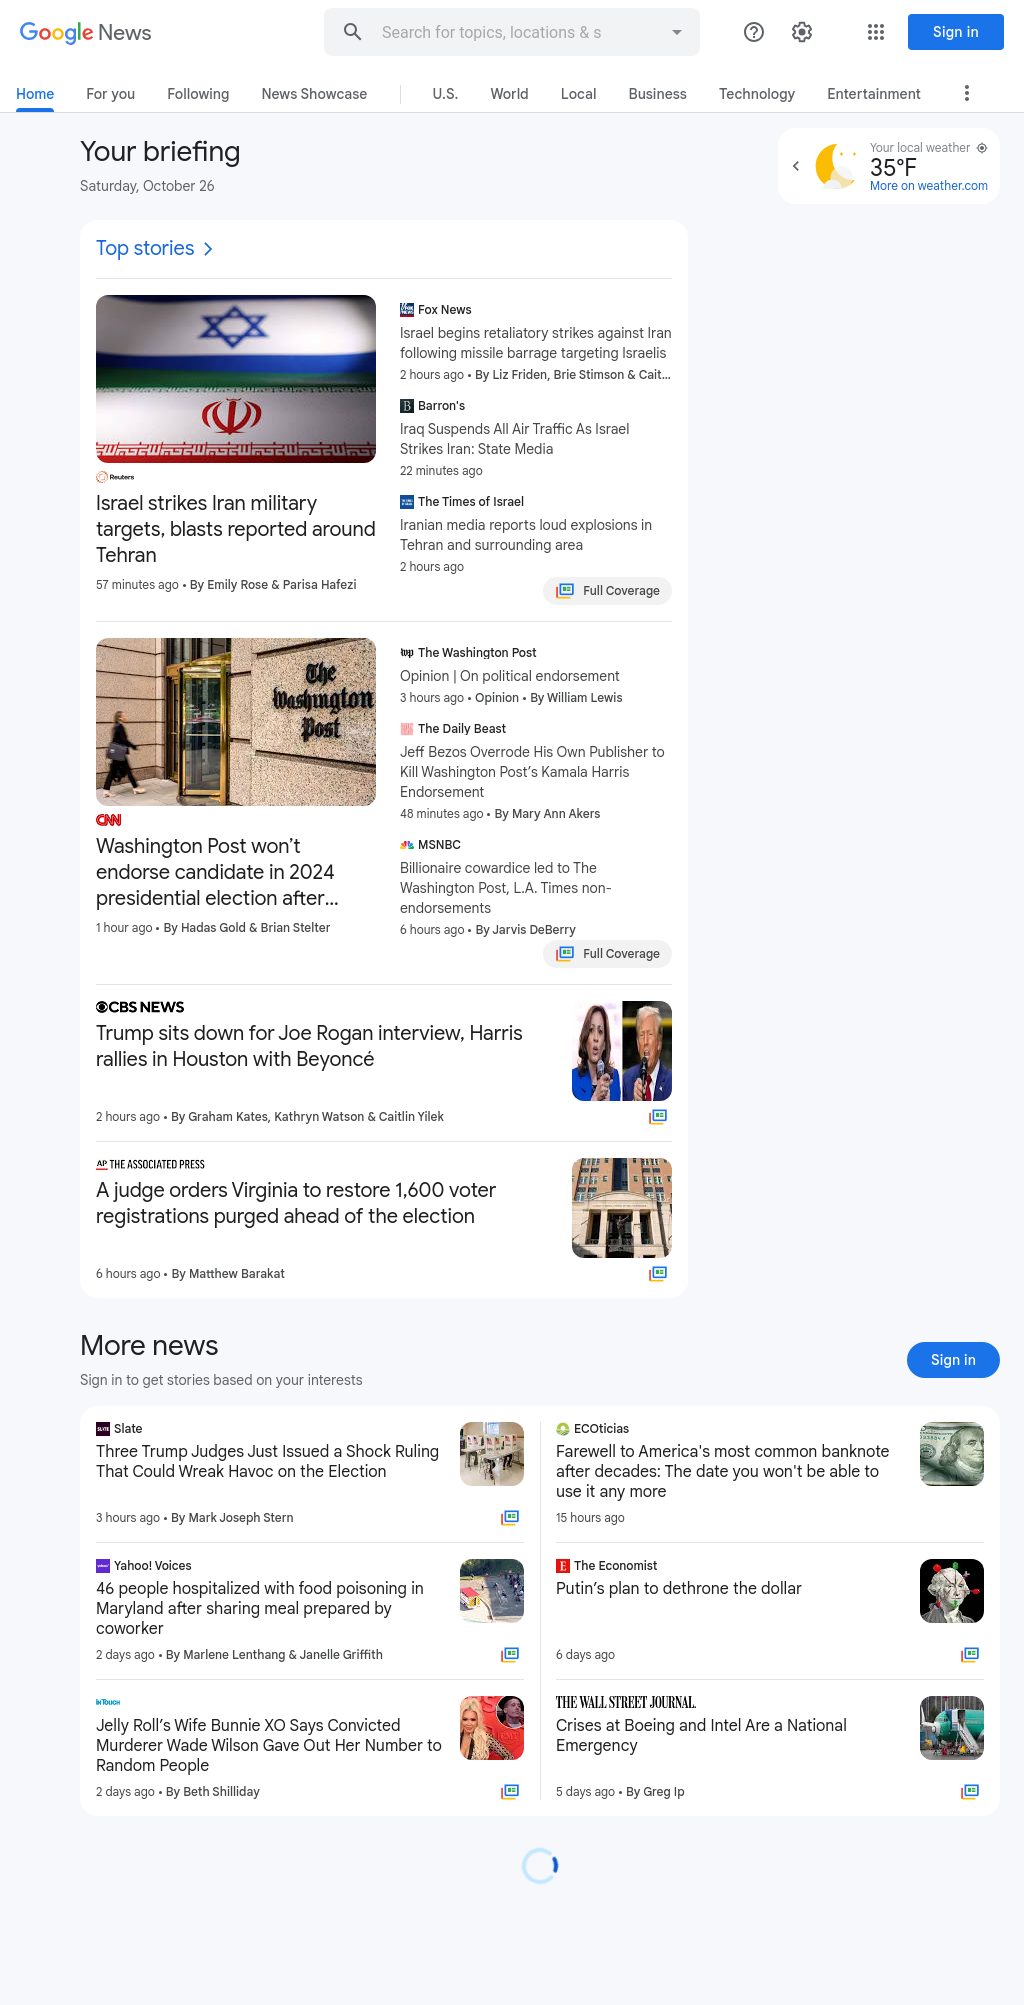 Google News
Search for topics, locations & s
Sign in
Home
For you
Following
News Showcase
U.S.
World
Local
Business
Technology
Entertainment
Your briefing
Saturday, October 26
Your local weather
35°F
More on weather.com
Top stories
Reuters
Israel strikes Iran military
targets, blasts reported around
Tehran
57 minutes ago • By Emily Rose & Parisa Hafezi
Fox News
Israel begins retaliatory strikes against Iran
following missile barrage targeting Israelis
2 hours ago • By Liz Friden, Brie Stimson & Cait...
Barron's
Iraq Suspends All Air Traffic As Israel
Strikes Iran: State Media
22 minutes ago
The Times of Israel
Iranian media reports loud explosions in
Tehran and surrounding area
2 hours ago
Full Coverage
The
Washington
Post
CNN
Washington Post won’t
endorse candidate in 2024
presidential election after...
1 hour ago • By Hadas Gold & Brian Stelter
wp The Washington Post
Opinion | On political endorsement
3 hours ago • Opinion • By William Lewis
The Daily Beast
Jeff Bezos Overrode His Own Publisher to
Kill Washington Post’s Kamala Harris
Endorsement
48 minutes ago • By Mary Ann Akers
MSNBC
Billionaire cowardice led to The
Washington Post, L.A. Times non-
endorsements
6 hours ago • By Jarvis DeBerry
Full Coverage
CBS NEWS
Trump sits down for Joe Rogan interview, Harris
rallies in Houston with Beyoncé
2 hours ago • By Graham Kates, Kathryn Watson & Caitlin Yilek
AP THE ASSOCIATED PRESS
A judge orders Virginia to restore 1,600 voter
registrations purged ahead of the election
6 hours ago • By Matthew Barakat
More news
Sign in to get stories based on your interests
Sign in
Slate
Three Trump Judges Just Issued a Shock Ruling
That Could Wreak Havoc on the Election
3 hours ago • By Mark Joseph Stern
Yahoo! Voices
46 people hospitalized with food poisoning in
Maryland after sharing meal prepared by
coworker
2 days ago • By Marlene Lenthang & Janelle Griffith
INTOUCH
Jelly Roll’s Wife Bunnie XO Says Convicted
Murderer Wade Wilson Gave Out Her Number to
Random People
2 days ago • By Beth Shilliday
ECOticias
Farewell to America's most common banknote
after decades: The date you won't be able to
use it any more
15 hours ago
The Economist
Putin’s plan to dethrone the dollar
6 days ago
THE WALL STREET JOURNAL.
Crises at Boeing and Intel Are a National
Emergency
5 days ago • By Greg Ip